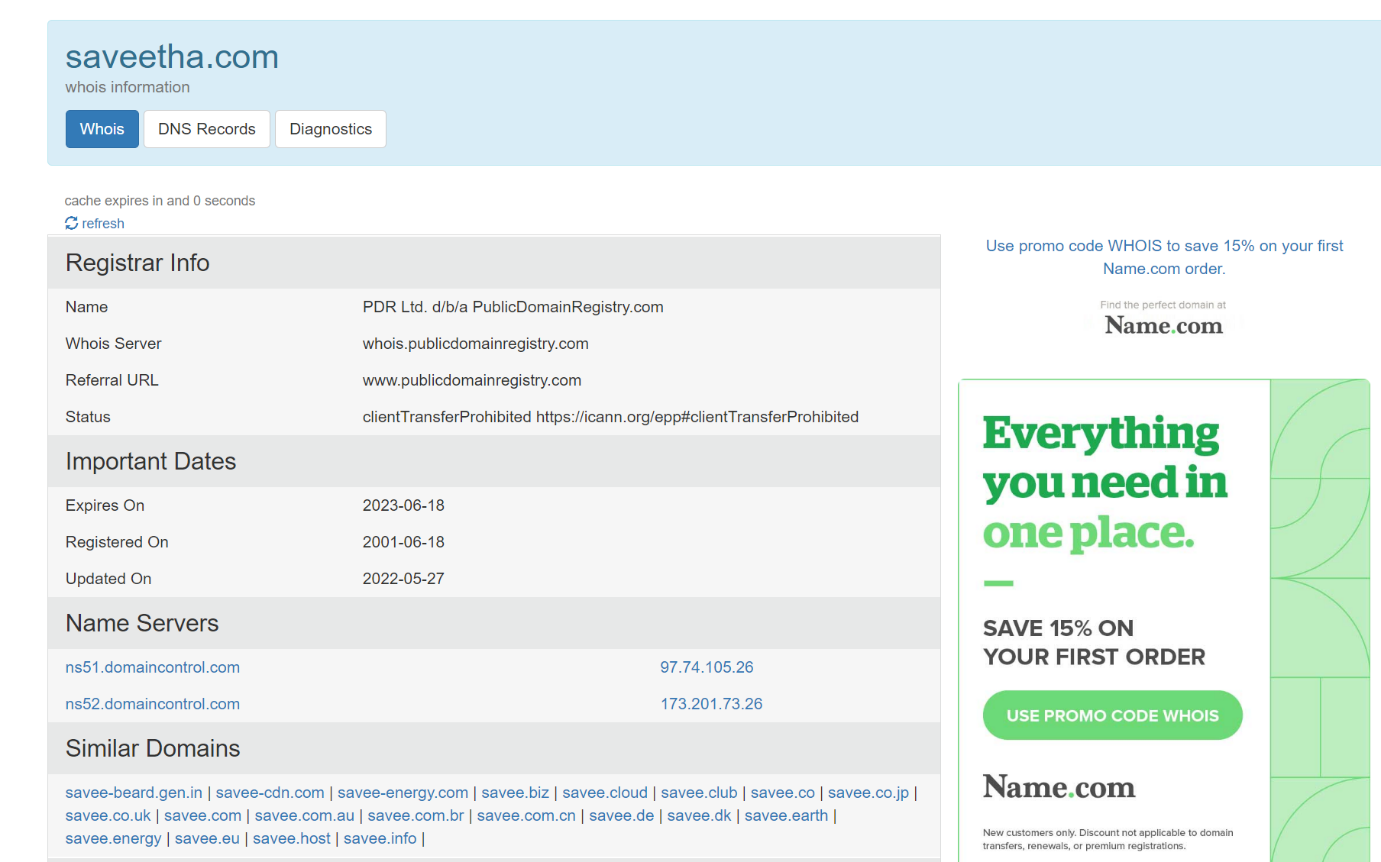 saveetha.com
whois information
Whois DNS Records Diagnostics
cache expires in and 0 seconds
refresh
Registrar Info
Name PDR Ltd. d/b/a PublicDomainRegistry.com
Whois Server whois.publicdomainregistry.com
Referral URL www.publicdomainregistry.com
Status clientTransferProhibited https://icann.org/epp#clientTransferProhibited
Important Dates
Expires On 2023-06-18
Registered On 2001-06-18
Updated On 2022-05-27
Name Servers
ns51.domaincontrol.com 97.74.105.26
ns52.domaincontrol.com 173.201.73.26
Similar Domains
savee-beard.gen.in | savee-cdn.com | savee-energy.com | savee.biz | savee.cloud | savee.club | savee.co | savee.co.jp |
savee.co.uk | savee.com | savee.com.au | savee.com.br | savee.com.cn | savee.de | savee.dk | savee.earth |
savee.energy | savee.eu | savee.host | savee.info |
Use promo code WHOIS to save 15% on your first
Name.com order.
Find the perfect domain at
Name.com
Everything
you need in
one place.
SAVE 15% ON
YOUR FIRST ORDER
USE PROMO CODE WHOIS
Name.com
New customers only. Discount not applicable to domain
transfers, renewals, or premium registrations.